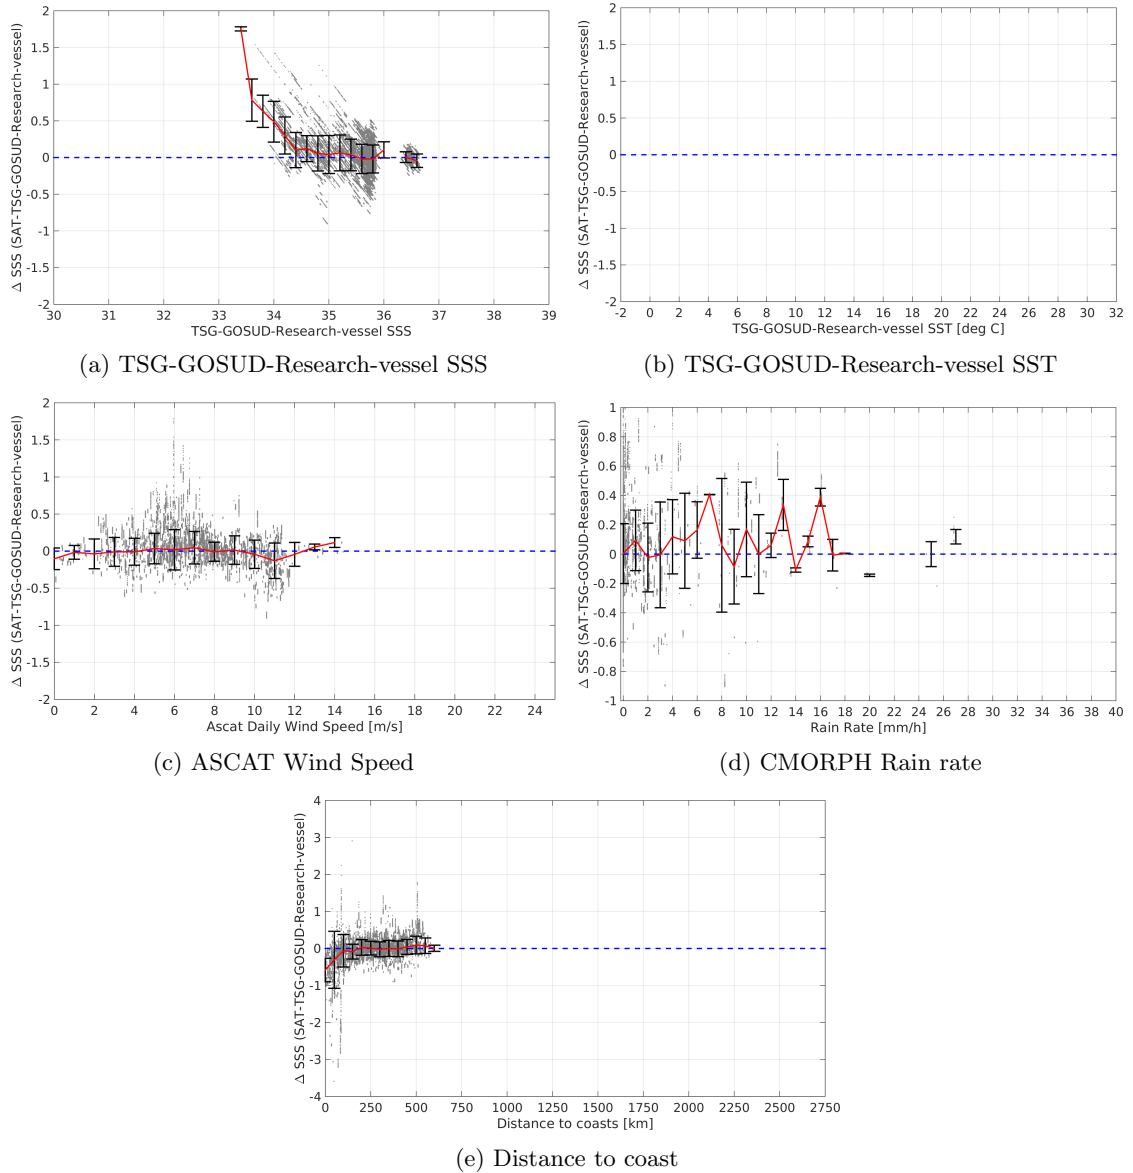 2
1.5
1
0.5
0
-0.5
-1
-1.5
-2
Δ SSS (SAT-TSG-GOSUD-Research-vessel)
30 31 32 33 34 35 36 37 38 39
TSG-GOSUD-Research-vessel SSS
(a) TSG-GOSUD-Research-vessel SSS
2
1.5
1
0.5
0
-0.5
-1
-1.5
-2
Δ SSS (SAT-TSG-GOSUD-Research-vessel)
-2 0 2 4 6 8 10 12 14 16 18 20 22 24 26 28 30 32
TSG-GOSUD-Research-vessel SST [deg C]
(b) TSG-GOSUD-Research-vessel SST
2
1.5
1
0.5
0
-0.5
-1
-1.5
-2
Δ SSS (SAT-TSG-GOSUD-Research-vessel)
0 2 4 6 8 10 12 14 16 18 20 22 24
Ascat Daily Wind Speed [m/s]
(c) ASCAT Wind Speed
1
0.8
0.6
0.4
0.2
0
-0.2
-0.4
-0.6
-0.8
-1
Δ SSS (SAT-TSG-GOSUD-Research-vessel)
0 2 4 6 8 10 12 14 16 18 20 22 24 26 28 30 32 34 36 38 40
Rain Rate [mm/h]
(d) CMORPH Rain rate
4
3
2
1
0
-1
-2
-3
-4
Δ SSS (SAT-TSG-GOSUD-Research-vessel)
0 250 500 750 1000 1250 1500 1750 2000 2250 2500 2750
Distance to coasts [km]
(e) Distance to coast